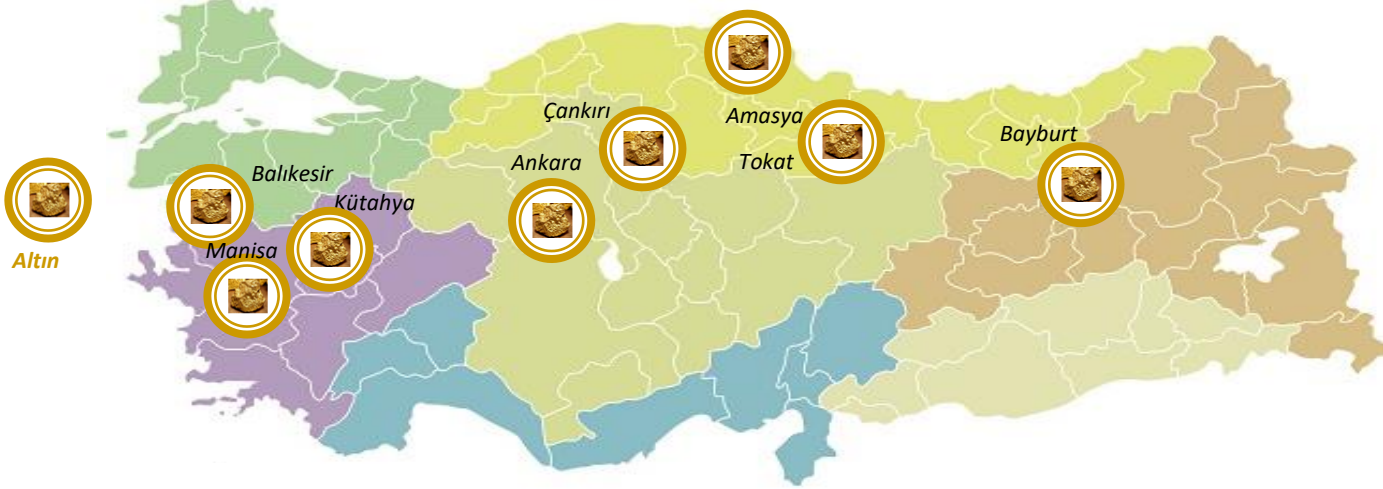 Çankırı
Amasya
Bayburt
Ankara
Tokat
Balıkesir
Kütahya
Manisa
Altın